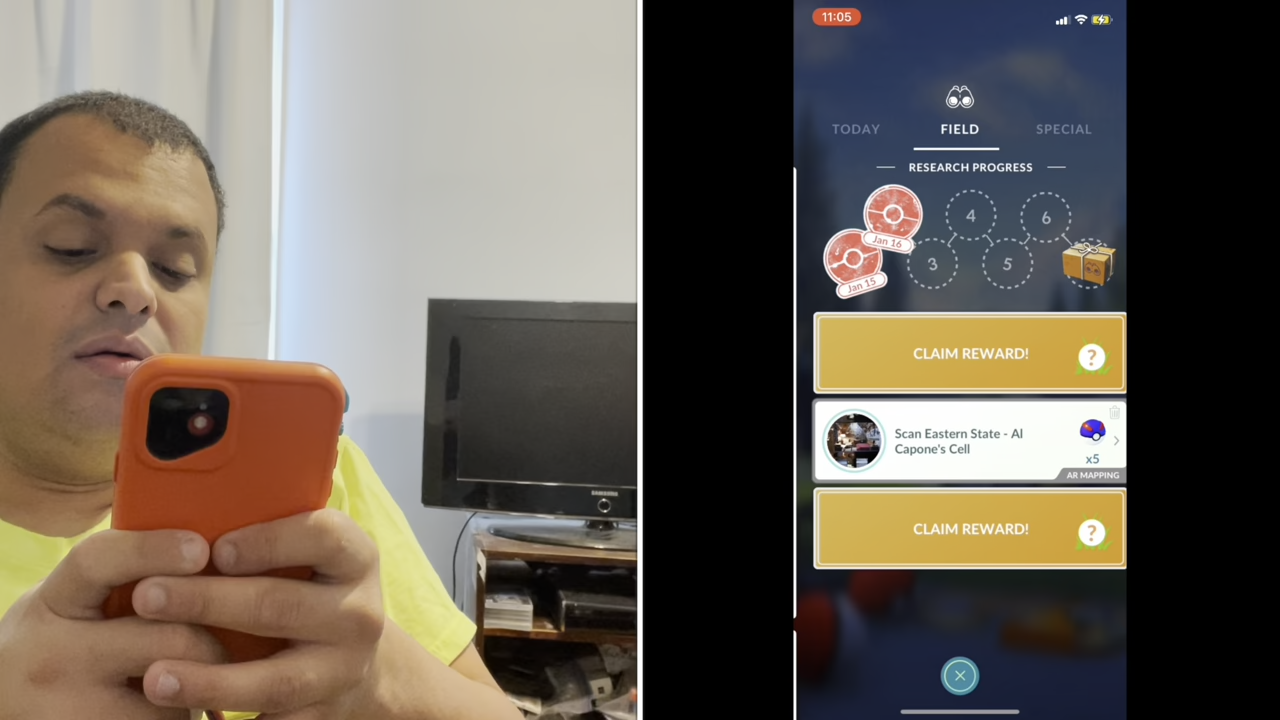 SAMSUNG
11:05
TODAY
FIELD
SPECIAL
RESEARCH PROGRESS
4
6
Jan 16
3
5
Jan 15
CLAIM REWARD!
?
Scan Eastern State - Al
Capone's Cell
x5
AR MAPPING
CLAIM REWARD!
?